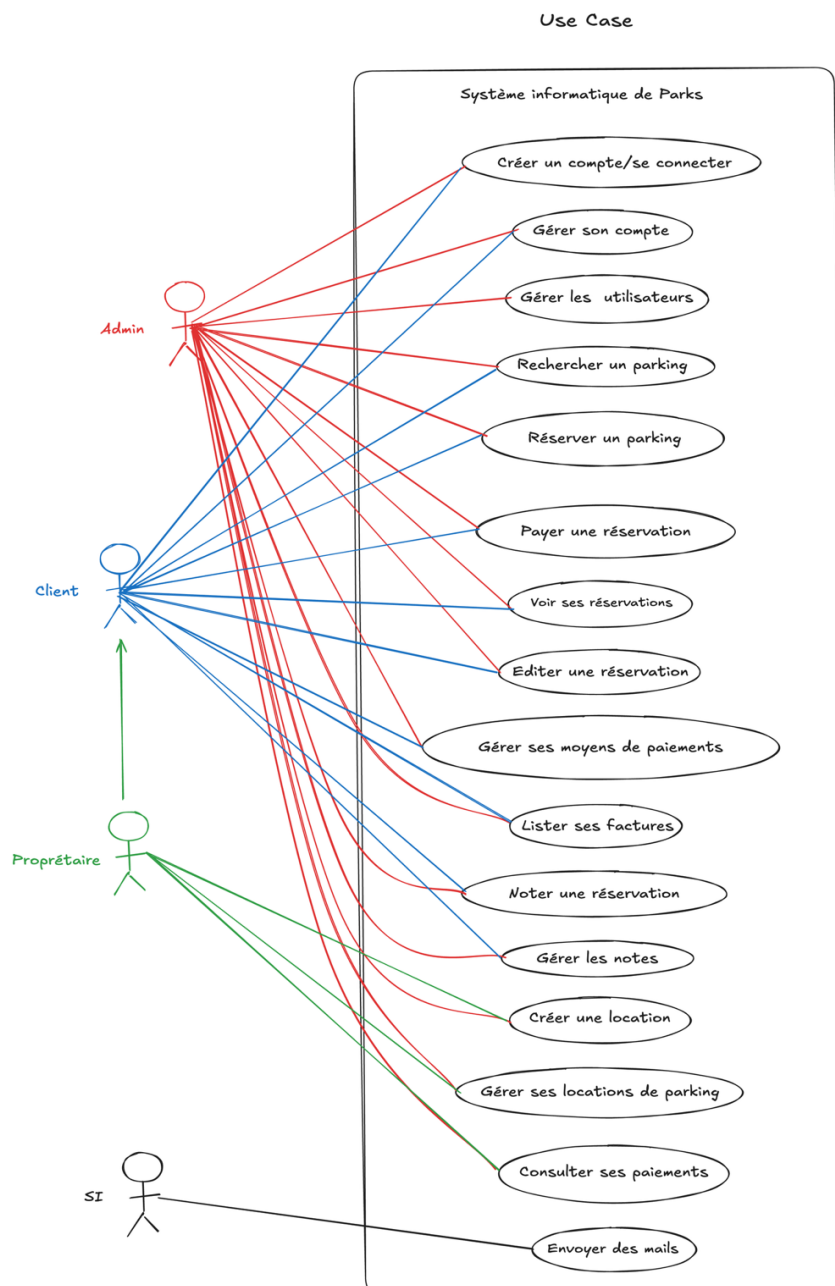 Use Case
Système informatique de Parks
Créer un compte/se connecter
Gérer son compte
Gérer les utilisateurs
Admin
Rechercher un parking
Réserver un parking
Payer une réservation
Client
Voir ses réservations
Editer une réservation
Gérer ses moyens de paiements
Lister ses factures
Proprétaire
Noter une réservation
Gérer les notes
Créer une location
Gérer ses locations de parking
Consulter ses paiements
SI
Envoyer des mails